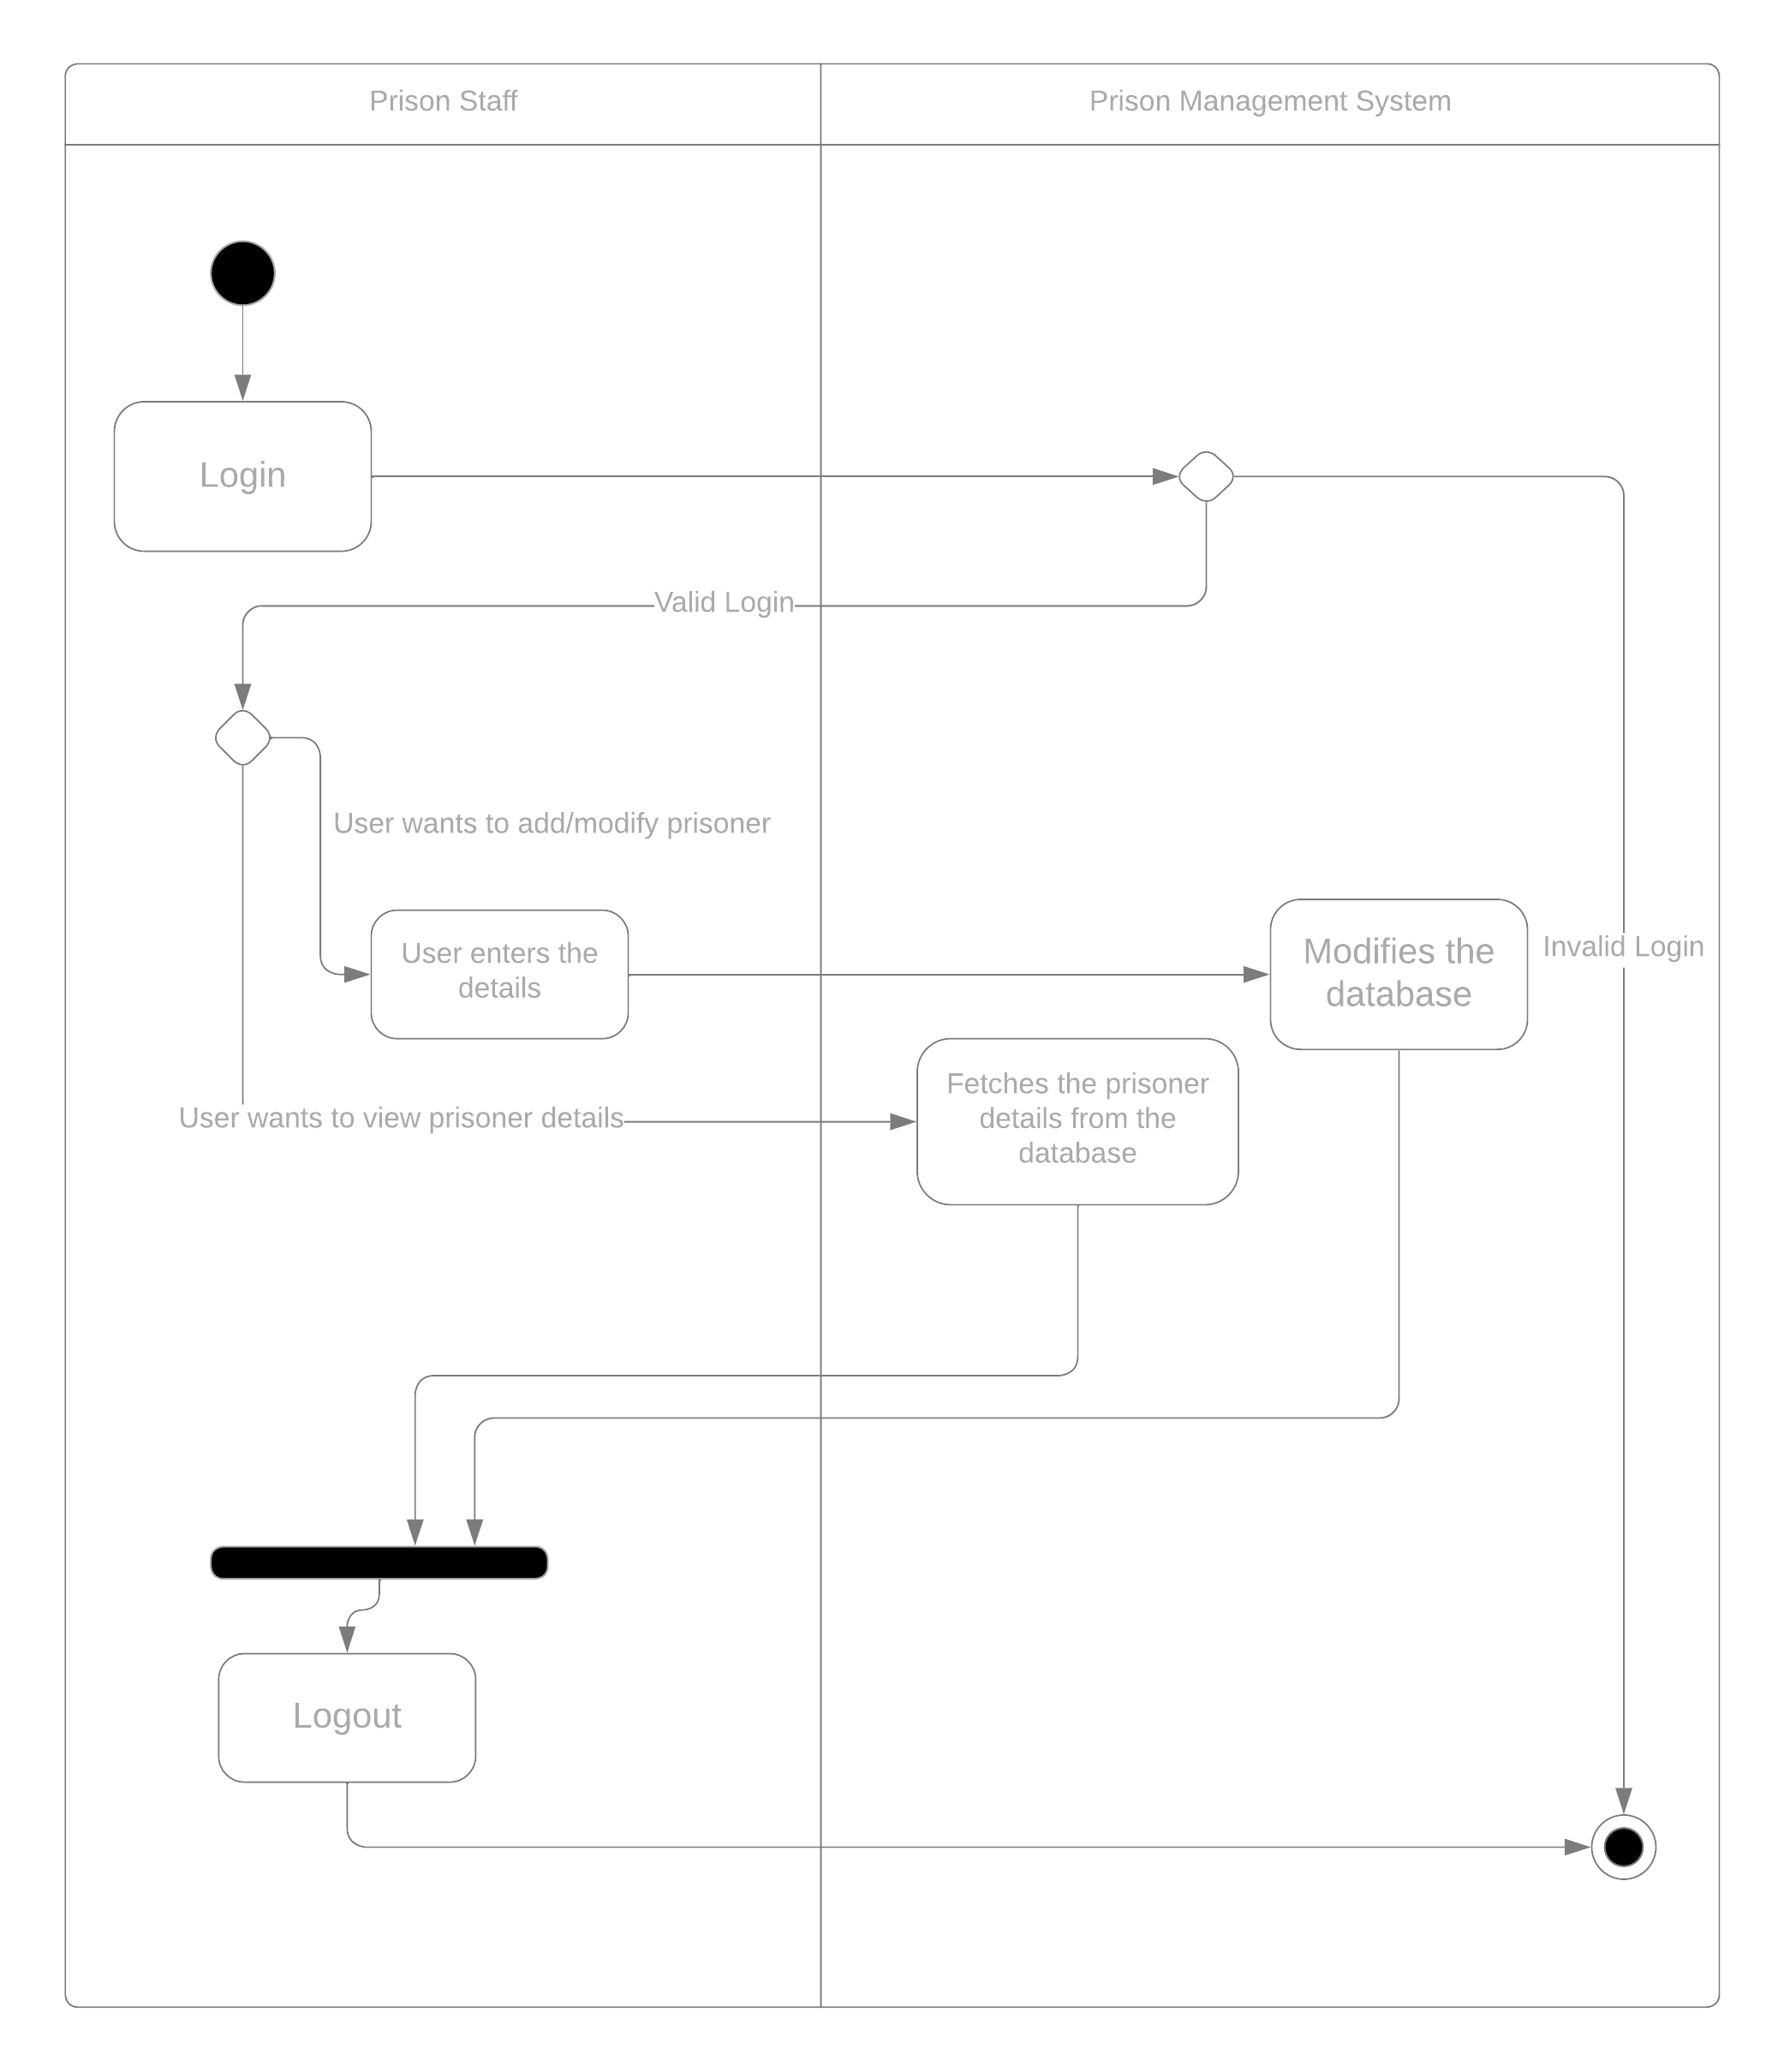 Prison Staff
Prison Management System
Login
Valid Login
User wants to add/modify prisoner
User enters the
details
Modifies the
database
Invalid Login
Fetches the prisoner
details from the
database
User wants to view prisoner details
Logout